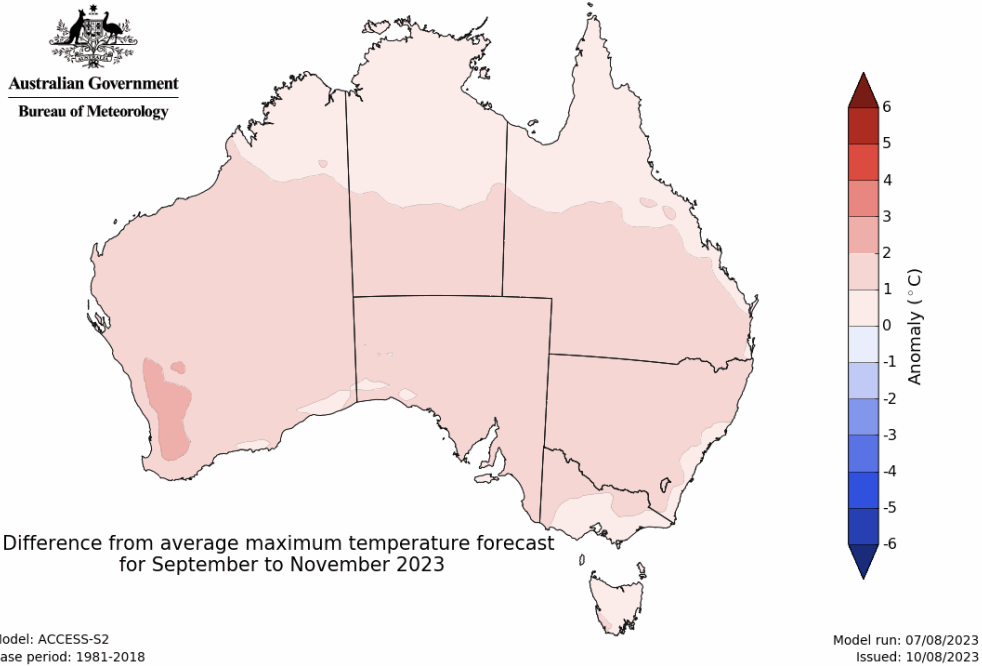 Australian Government
Bureau of Meteorology
6
5
4
3
2
1
0
-1
-2
-3
-4
-5
-6
Anomaly (°C)
Difference from average maximum temperature forecast
for September to November 2023
odel: ACCESS-S2
ase period: 1981-2018
Model run: 07/08/2023
Issued: 10/08/2023